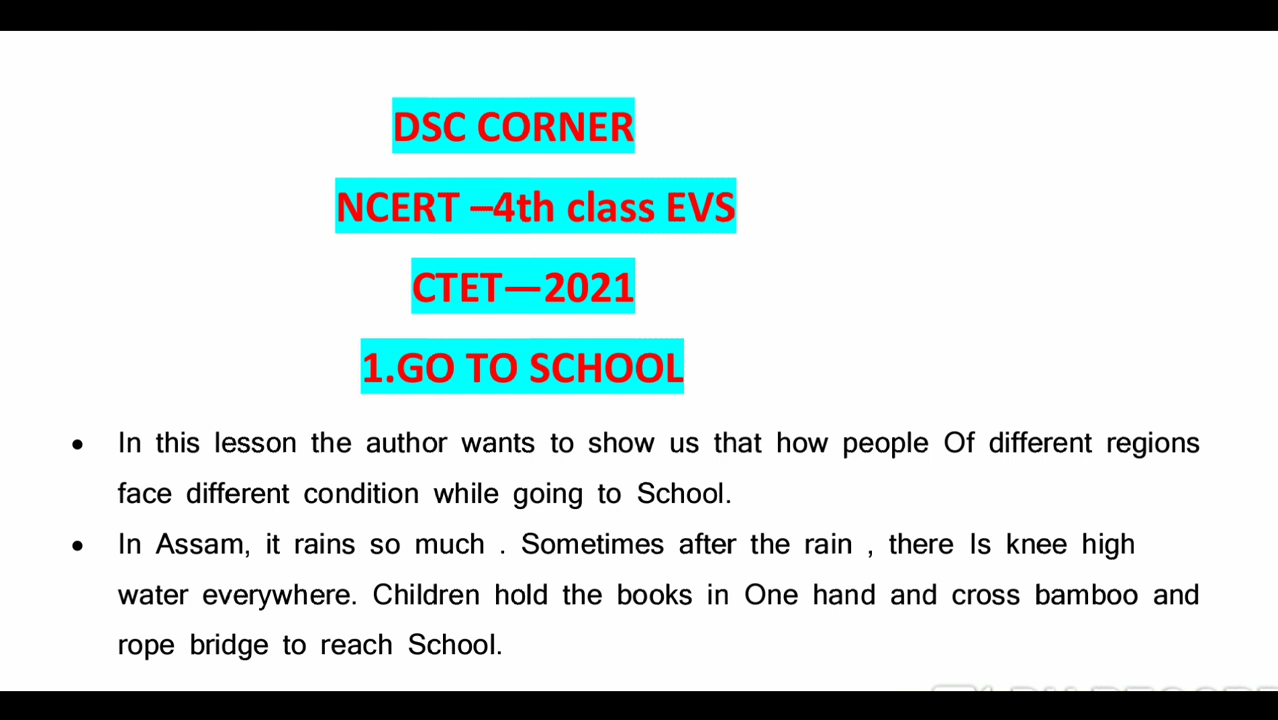 DSC CORNER
NCERT –4th class EVS
CTET—2021
1.GO TO SCHOOL
• In this lesson the author wants to show us that how people Of different regions
face different condition while going to School.
• In Assam, it rains so much . Sometimes after the rain , there Is knee high
water everywhere. Children hold the books in One hand and cross bamboo and
rope bridge to reach School.